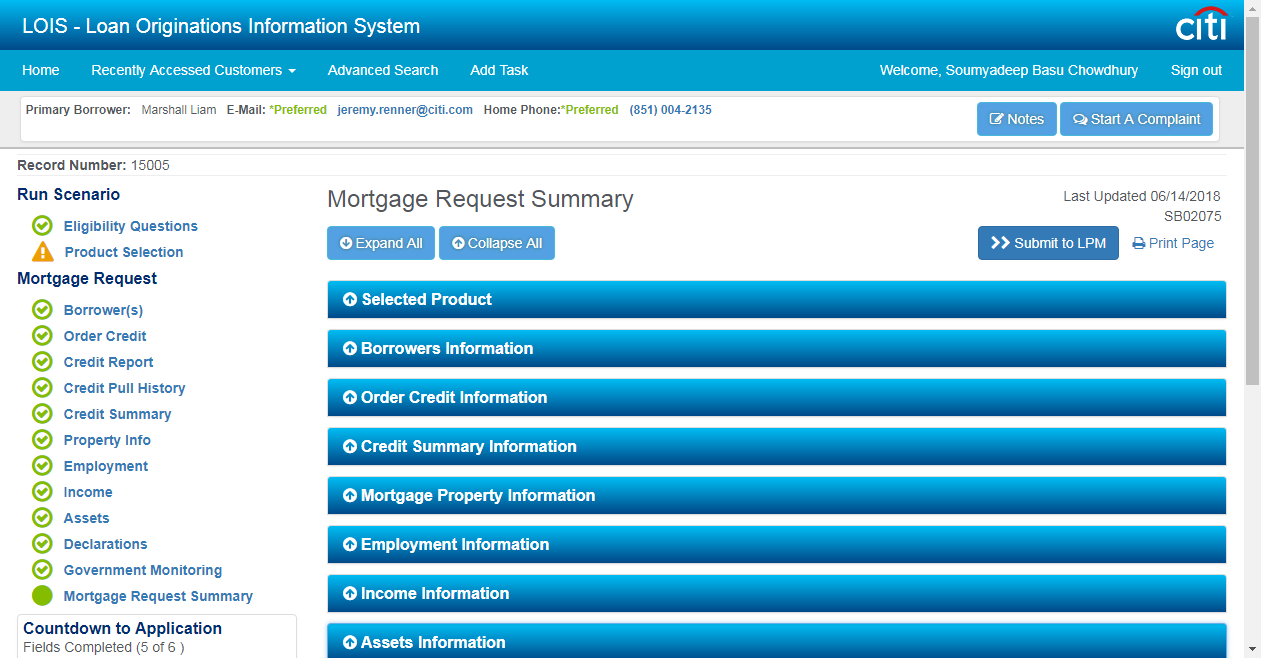 LOIS - Loan Originations Information System
citi
Home Recently Accessed Customers Advanced Search Add Task Welcome, Soumyadeep Basu Chowdhury Sign out
Primary Borrower: Marshall Liam E-Mail: *Preferred jeremy.renner@citi.com Home Phone:*Preferred (851) 004-2135 Notes Start A Complaint
Record Number: 15005
Run Scenario
Eligibility Questions
Product Selection
Mortgage Request
Borrower(s)
Order Credit
Credit Report
Credit Pull History
Credit Summary
Property Info
Employment
Income
Assets
Declarations
Government Monitoring
Mortgage Request Summary
Countdown to Application
Fields Completed (5 of 6 )
Mortgage Request Summary
Last Updated 06/14/2018
SB02075
Expand All Collapse All Submit to LPM Print Page
Selected Product
Borrowers Information
Order Credit Information
Credit Summary Information
Mortgage Property Information
Employment Information
Income Information
Assets Information